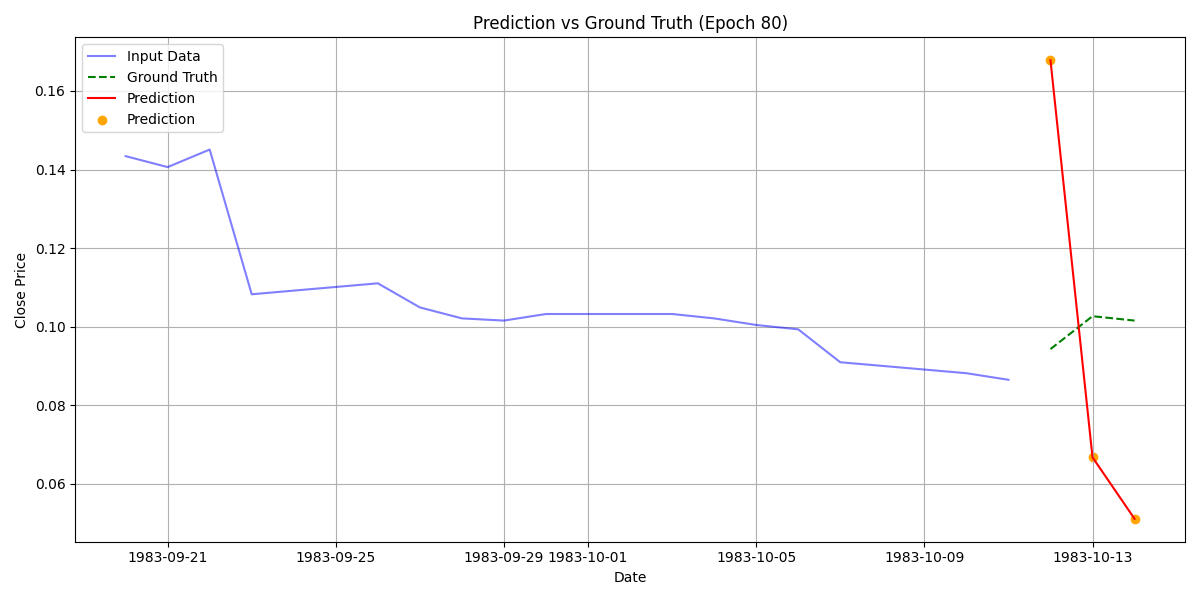 Prediction vs Ground Truth (Epoch 80)
Input Data
Ground Truth
Prediction
Prediction
Close Price
0.16
0.14
0.12
0.10
0.08
0.06
1983-09-21
1983-09-25
1983-09-29
1983-10-01
1983-10-05
1983-10-09
1983-10-13
Date